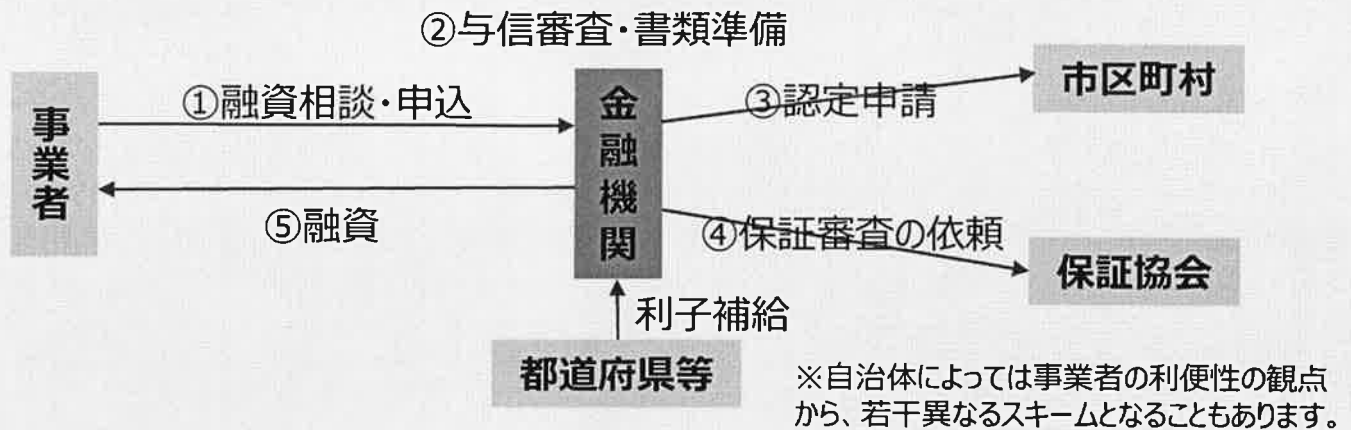 ②与信審査・書類準備
事業者
①融資相談・申込
金融機関
③認定申請
市区町村
⑤融資
④保証審査の依頼
保証協会
利子補給
都道府県等
※自治体によっては事業者の利便性の観点
から、若干異なるスキームとなることもあります。